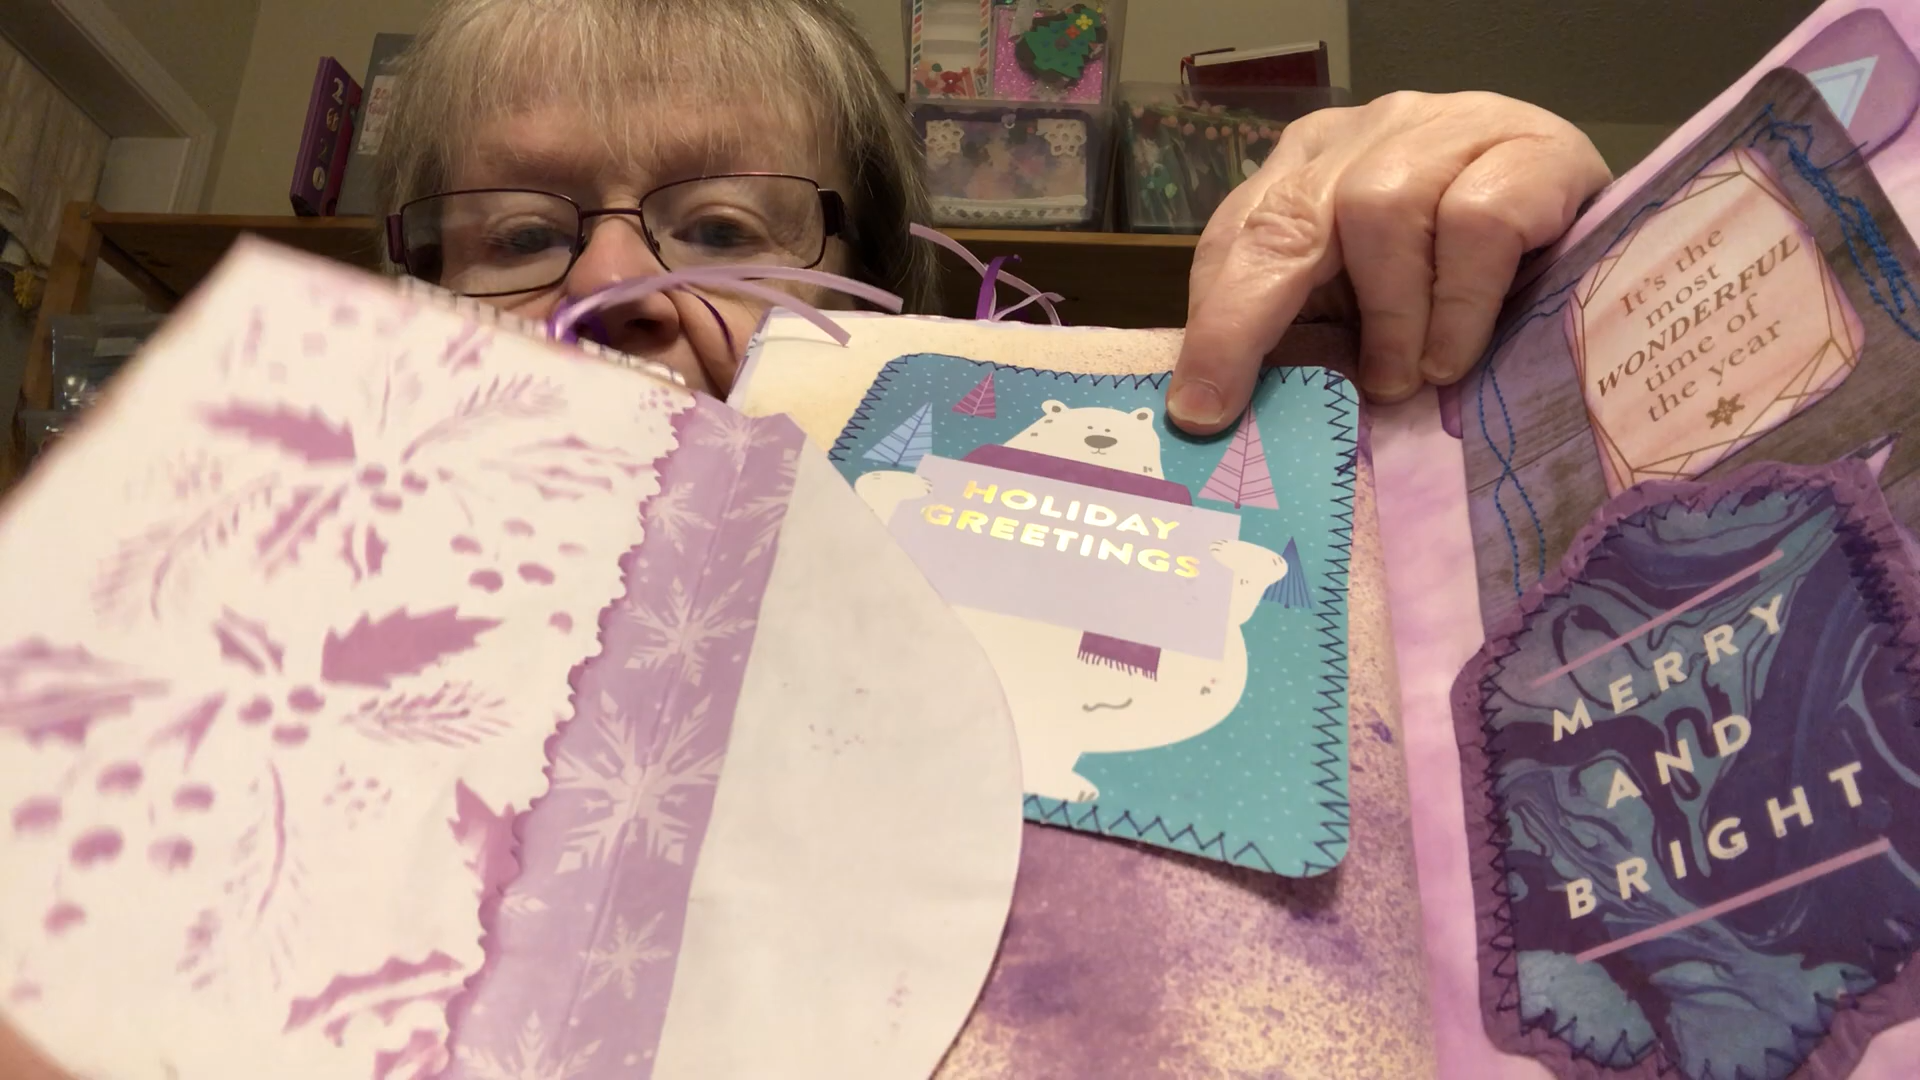 HOLIDAY
GREETINGS
It's the
most
WONDERFUL
time of
the year
MERRY
AND
BRIGHT